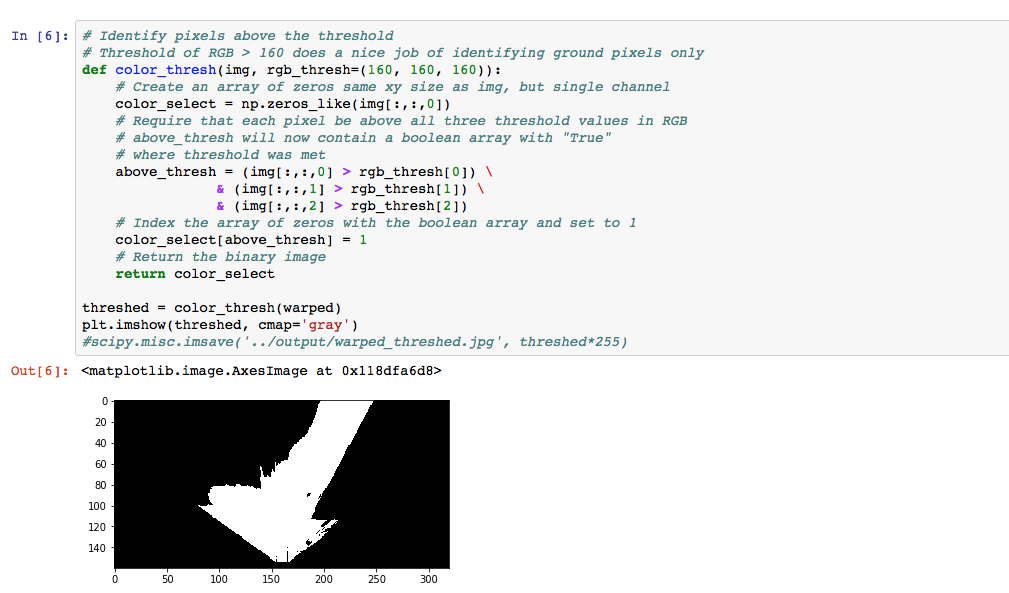 In [6]: # Identify pixels above the threshold
# Threshold of RGB > 160 does a nice job of identifying ground pixels only
def color_thresh(img, rgb_thresh=(160, 160, 160)):
    # Create an array of zeros same xy size as img, but single channel
    color_select = np.zeros_like(img[:,:,0])
    # Require that each pixel be above all three threshold values in RGB
    # above_thresh will now contain a boolean array with "True"
    # where threshold was met
    above_thresh = (img[:,:,0] > rgb_thresh[0]) \
                & (img[:,:,1] > rgb_thresh[1]) \
                & (img[:,:,2] > rgb_thresh[2])
    # Index the array of zeros with the boolean array and set to 1
    color_select[above_thresh] = 1
    # Return the binary image
    return color_select
threshed = color_thresh(warped)
plt.imshow(threshed, cmap='gray')
#scipy.misc.imsave('../output/warped_threshed.jpg', threshed*255)
Out[6]: <matplotlib.image.AxesImage at 0x118dfa6d8>
0
20
40
60
80
100
120
140
0 50 100 150 200 250 300